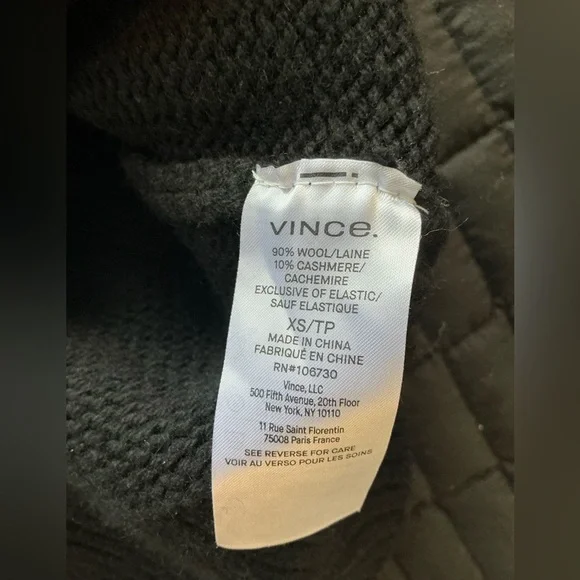 VINCE.
90% WOOL/LAINE
10% CASHMERE/
CACHEMIRE
EXCLUSIVE OF ELASTIC/
SAUF ELASTIQUE
XS/TP
MADE IN CHINA
FABRIQUÉ EN CHINE
RN#106730
Vince, LLC
500 Fifth Avenue, 20th Floor
New York, NY 10110
11 Rue Saint Florentin
75008 Paris France
SEE REVERSE FOR CARE
VOIR AU VERSO POUR LES SOINS